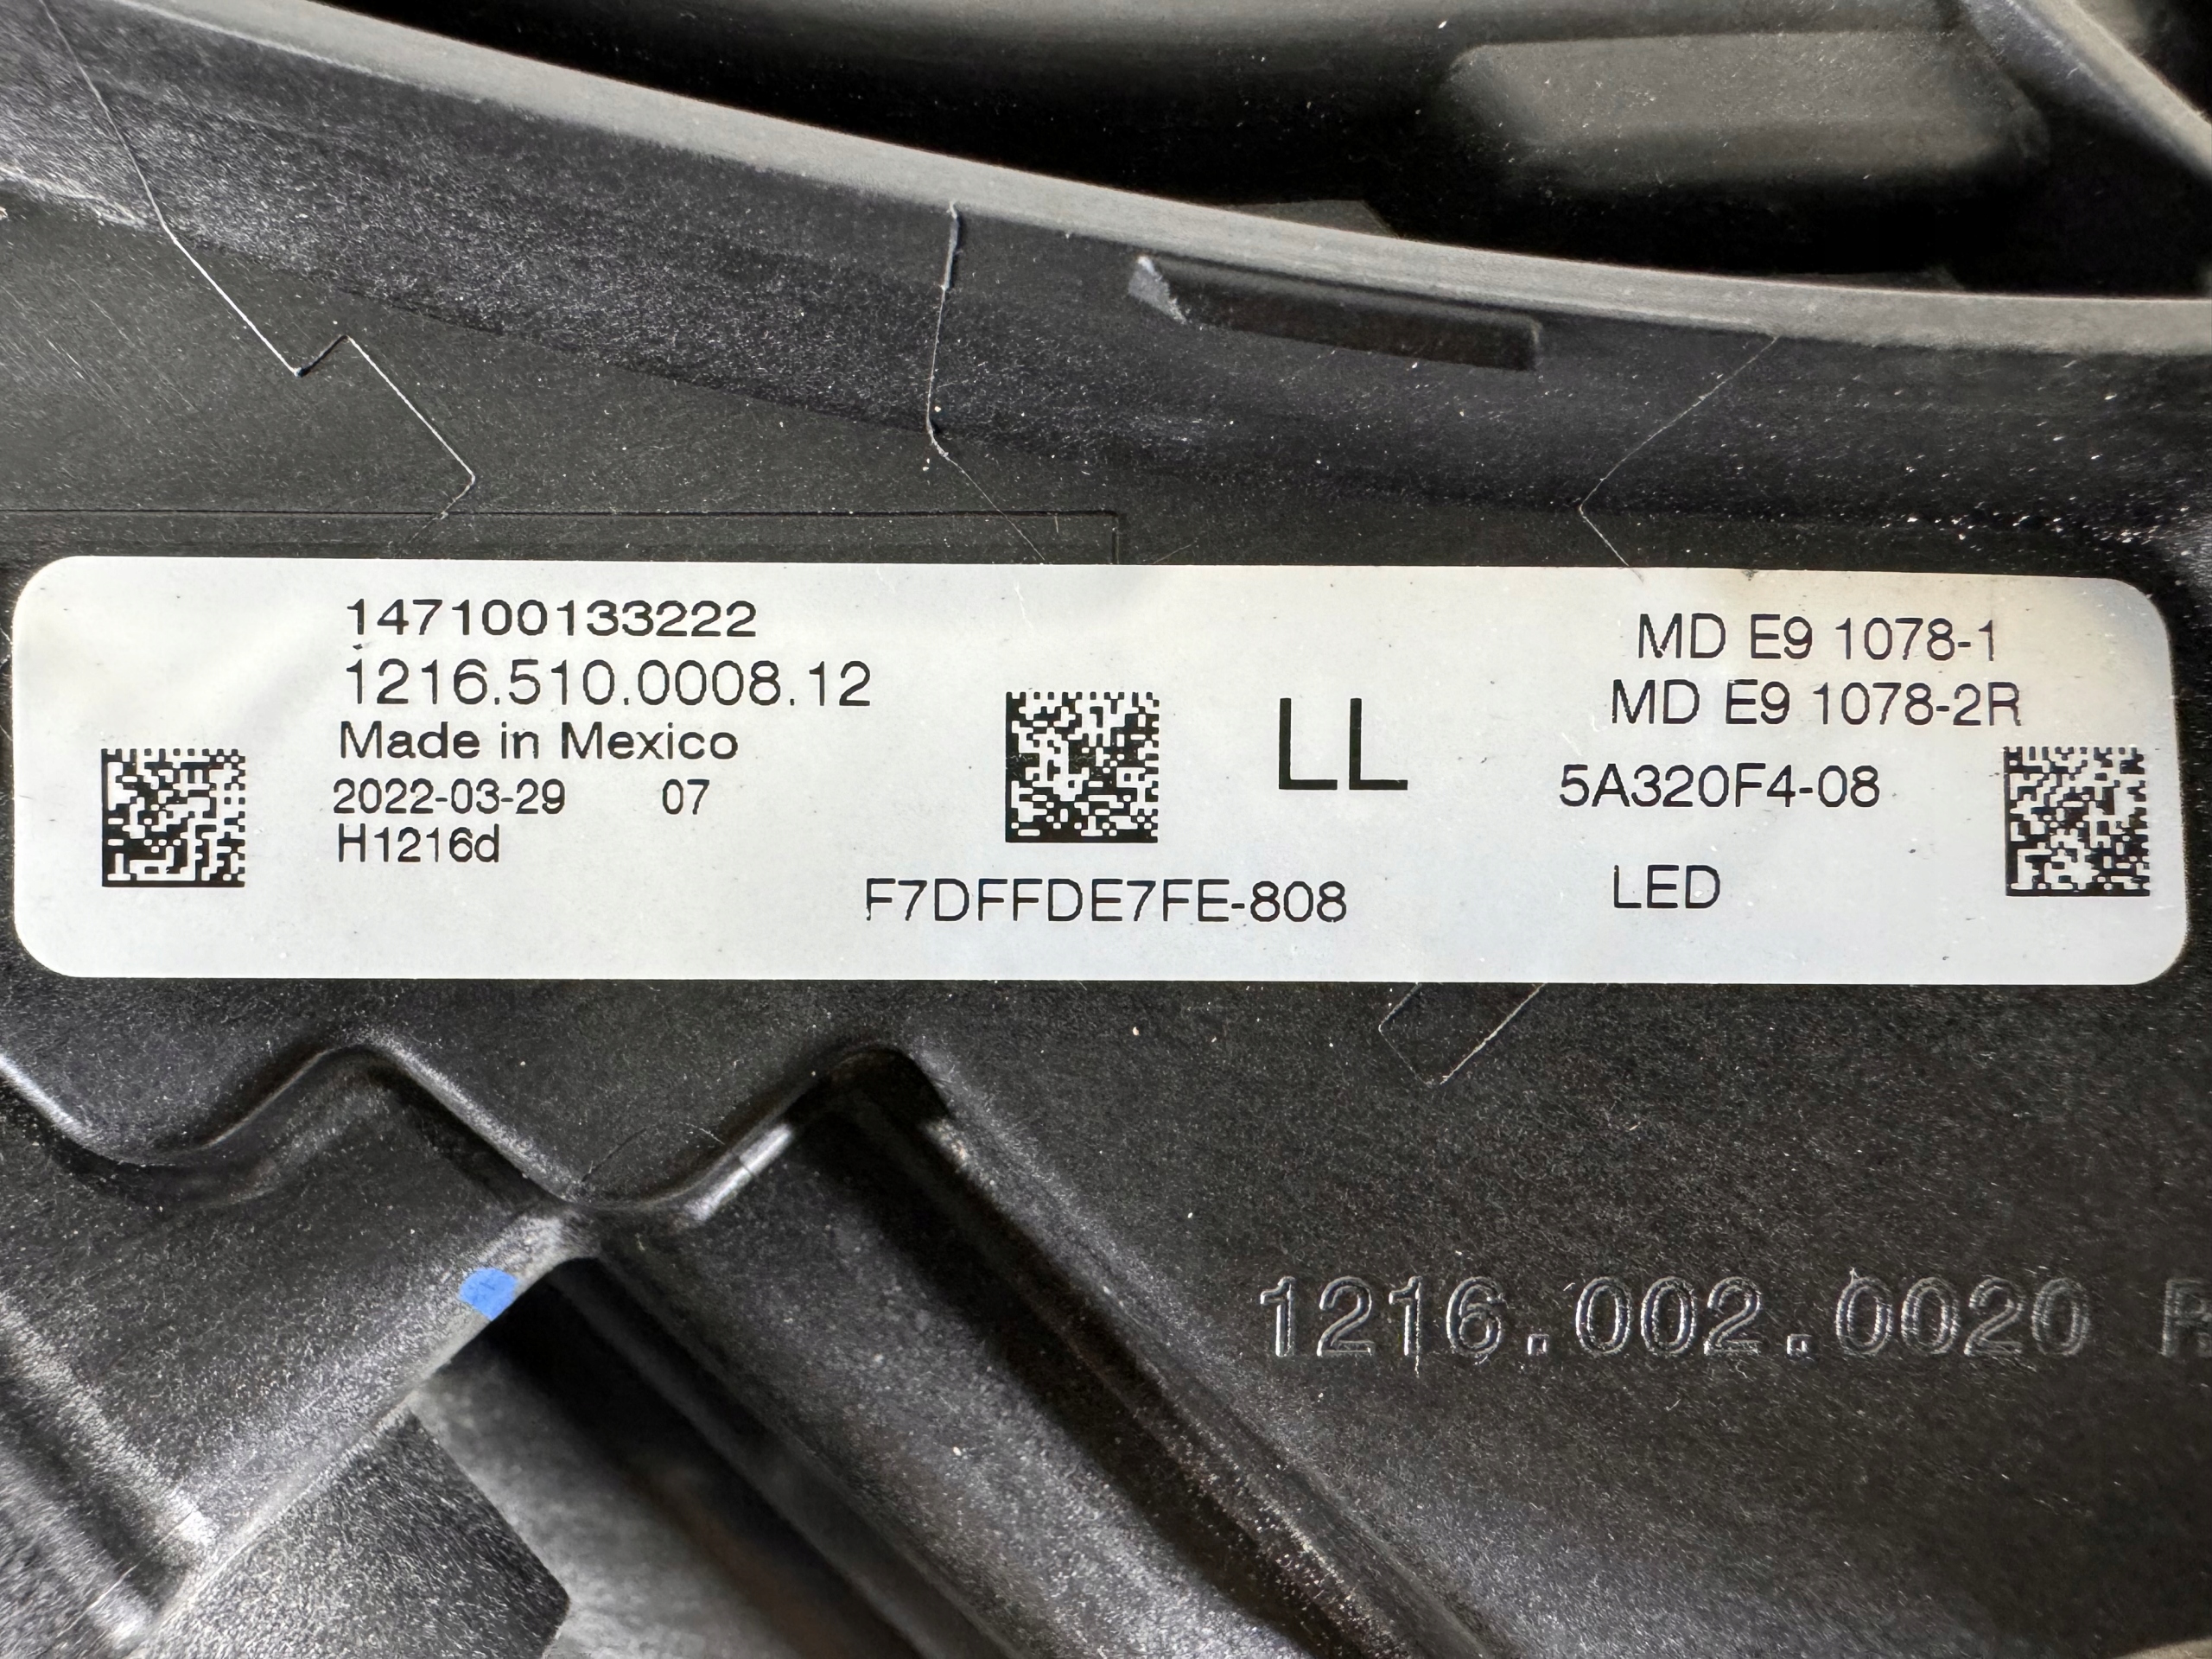 147100133222
1216.510.0008.12
Made in Mexico
2022-03-29 07
H1216d
LL
F7DFFDE7FE-808
MD E9 1078-1
MD E9 1078-2R
5A320F4-08
LED
1216.002.0020